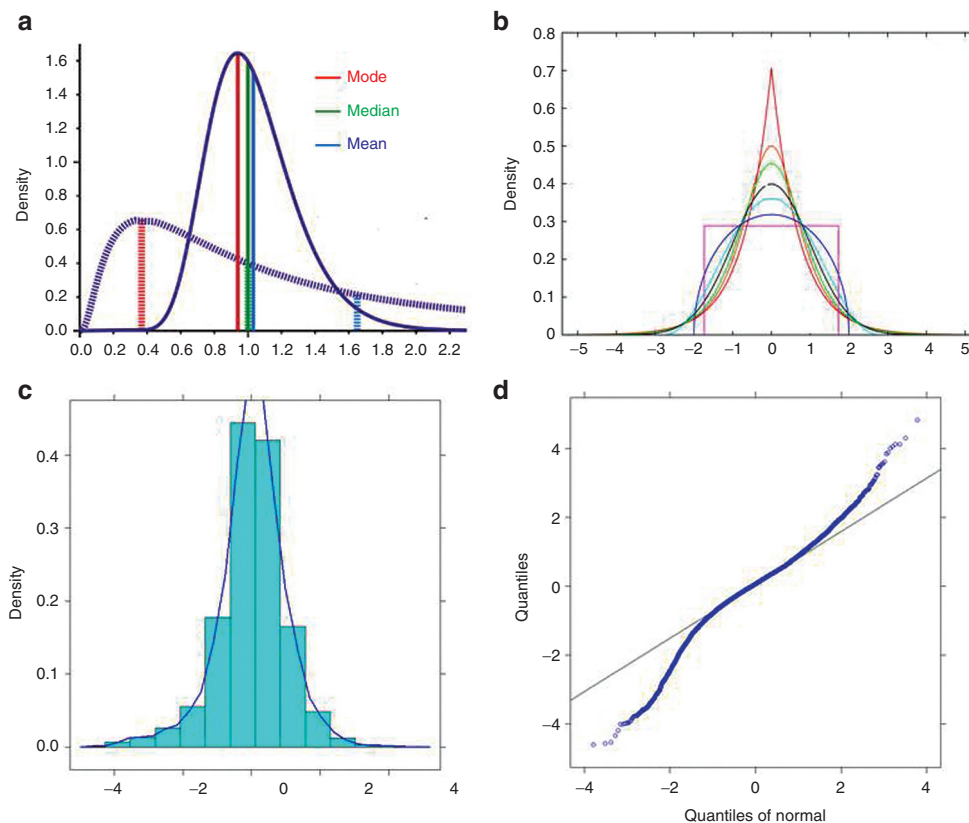 a
1.6
1.4
1.2
1.0
0.8
0.6
0.4
0.2
0.0
Density
0.0 0.2 0.4 0.6 0.8 1.0 1.2 1.4 1.6 1.8 2.0 2.2
Mode
Median
Mean
b
0.8
0.7
0.6
0.5
0.4
0.3
0.2
0.1
0
Density
−5 −4 −3 −2 −1 0 1 2 3 4 5
c
0.4
0.3
0.2
0.1
0.0
Density
−4 −2 0 2 4
d
4
2
0
−2
−4
Quantiles
−4 −2 0 2 4
Quantiles of normal